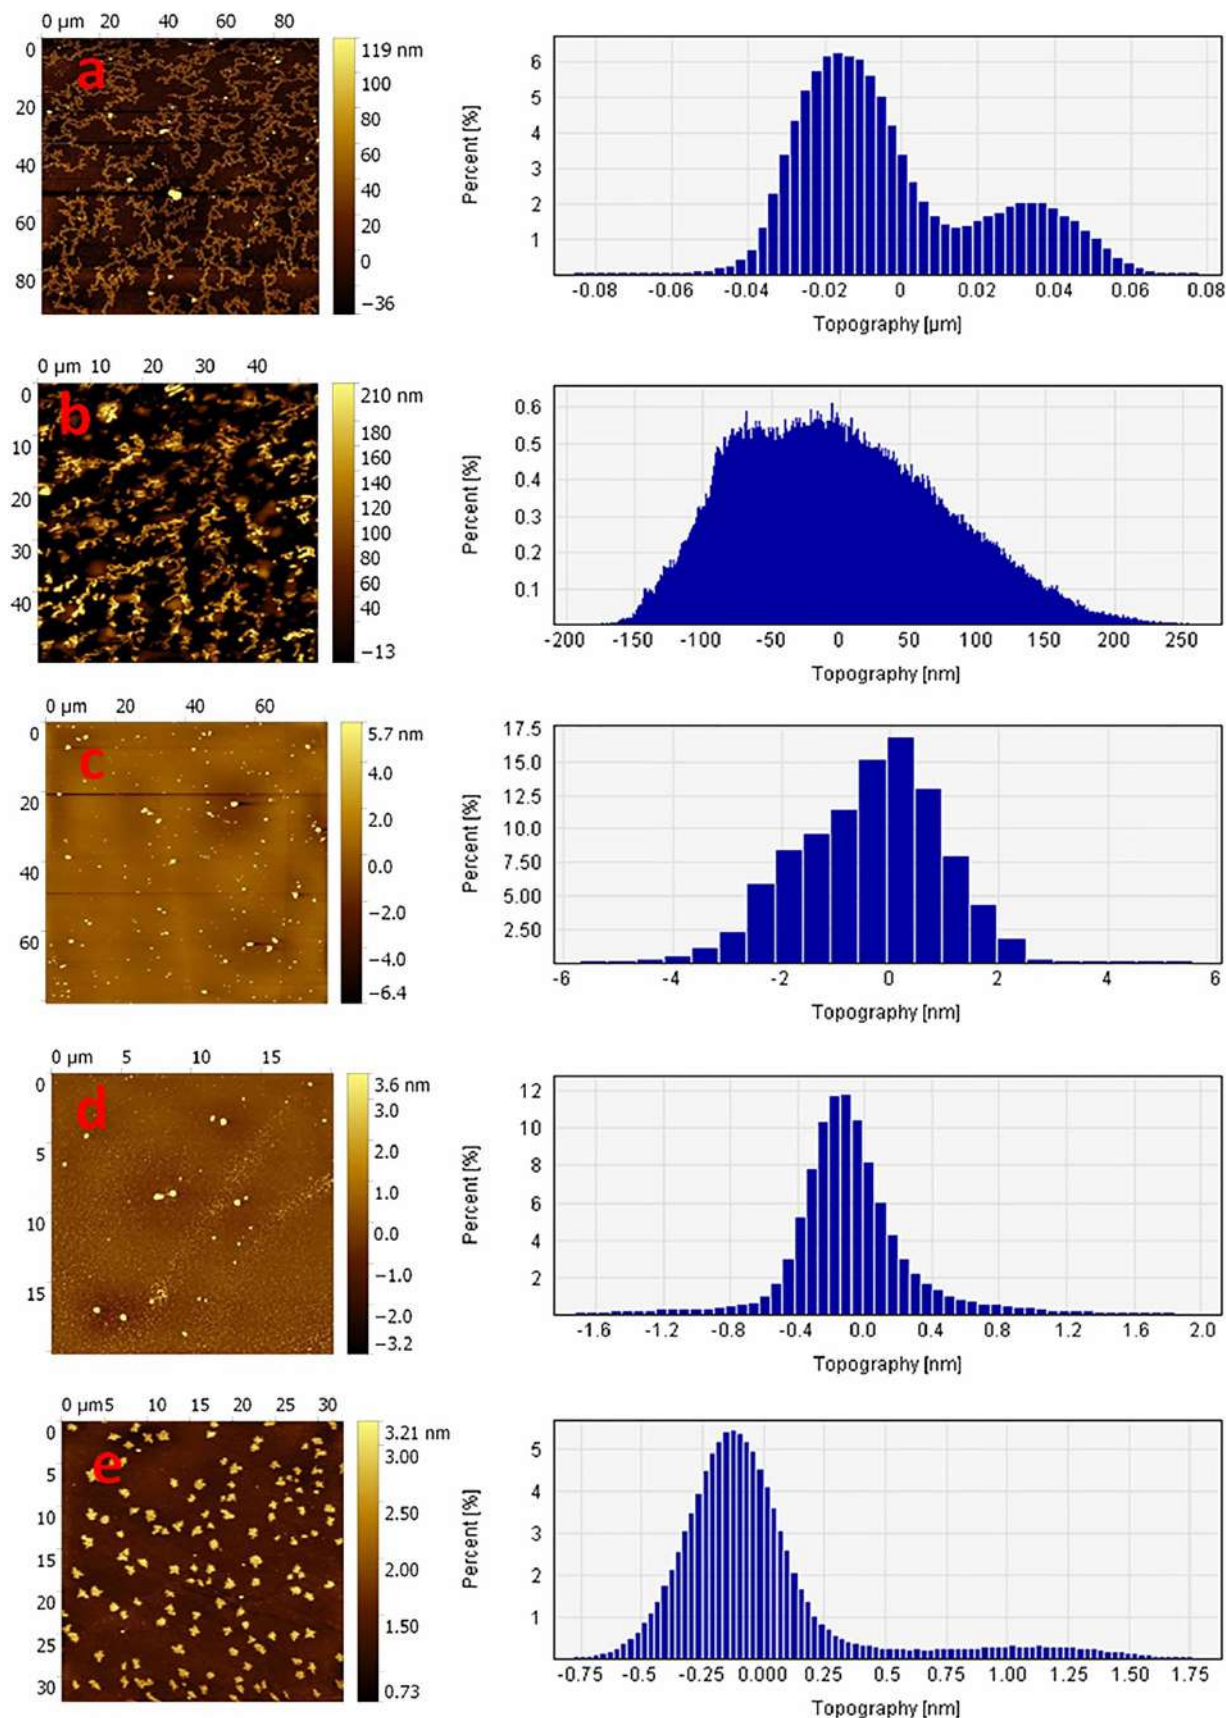 0 µm 20 40 60 80
0
20
40
60
80
a
119 nm
100
80
60
40
20
0
−36
Percent [%]
6
5
4
3
2
1
-0.08 -0.06 -0.04 -0.02 0 0.02 0.04 0.06 0.08
Topography [µm]
0 µm 10 20 30 40
0
10
20
30
40
b
210 nm
180
160
140
120
100
80
60
40
−13
Percent [%]
0.6
0.5
0.4
0.3
0.2
0.1
-200 -150 -100 -50 0 50 100 150 200 250
Topography [nm]
0 µm 20 40 60
0
20
40
60
c
5.7 nm
4.0
2.0
0.0
−2.0
−4.0
−6.4
Percent [%]
17.5
15.0
12.5
10.0
7.50
5.00
2.50
-6 -4 -2 0 2 4 6
Topography [nm]
0 µm 5 10 15
0
5
10
15
d
3.6 nm
3.0
2.0
1.0
0.0
−1.0
−2.0
−3.2
Percent [%]
12
10
8
6
4
2
-1.6 -1.2 -0.8 -0.4 0.0 0.4 0.8 1.2 1.6 2.0
Topography [nm]
0 µm 5 10 15 20 25 30
0
5
10
15
20
25
30
e
3.21 nm
3.00
2.50
2.00
1.50
0.73
Percent [%]
5
4
3
2
1
-0.75 -0.5 -0.25 0.000 0.25 0.50 0.75 1.00 1.25 1.50 1.75
Topography [nm]